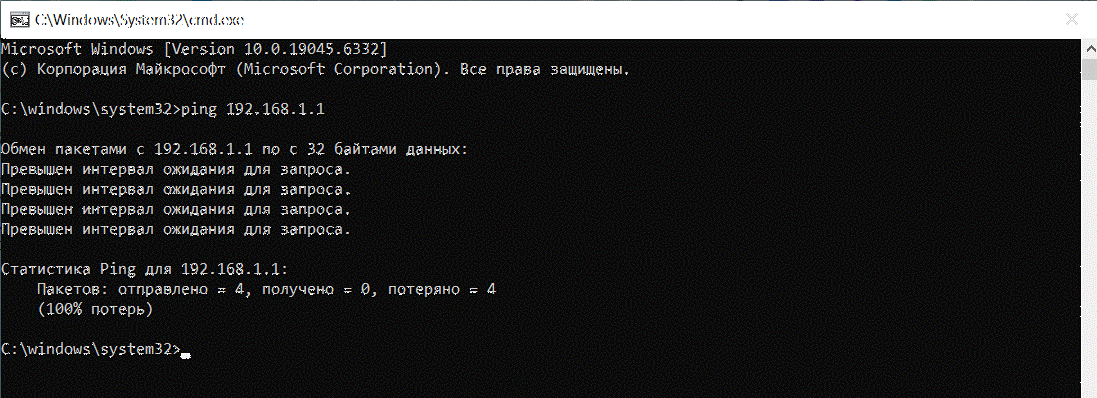 C:\Windows\System32\cmd.exe
Microsoft Windows [Version 10.0.19045.6332]
(c) Корпорация Майкрософт (Microsoft Corporation). Все права защищены.
C:\windows\system32>ping 192.168.1.1
Обмен пакетами с 192.168.1.1 по с 32 байтами данных:
Превышен интервал ожидания для запроса.
Превышен интервал ожидания для запроса.
Превышен интервал ожидания для запроса.
Превышен интервал ожидания для запроса.
Статистика Ping для 192.168.1.1:
Пакетов: отправлено = 4, получено = 0, потеряно = 4
(100% потерь)
C:\windows\system32>